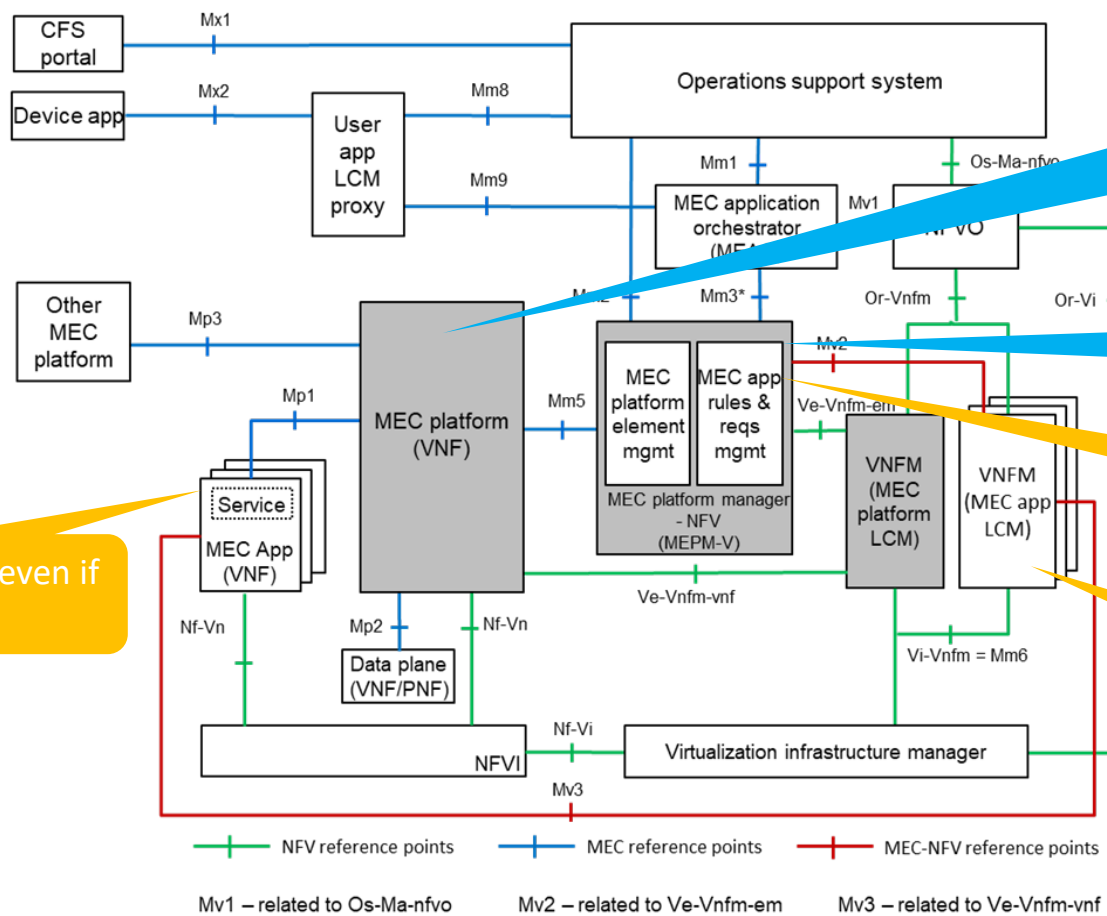 CFS
portal
Mx1
Operations support system
Device app
Mx2
User
app
LCM
proxy
Mm8
Mm9
Mm1
Os-Ma-nfvo
MEC application
orchestrator
Mv1
Other
MEC
platform
Mp3
Mm3*
Or-Vnfm
Or-Vi
Mv2
MEC platform
(VNF)
Mp1
Mm5
MEC
platform
element
mgmt
MEC app
rules &
reqs
mgmt
MEC platform manager
- NFV
(MEPM-V)
Ve-Vnfm-em
VNFM
(MEC
platform
LCM)
VNFM
(MEC app
LCM)
Service
MEC App
(VNF)
even if
Ve-Vnfm-vnf
Nf-Vn
Mp2
Nf-Vn
Data plane
(VNF/PNF)
Vi-Vnfm = Mm6
NFVI
Nf-Vi
Virtualization infrastructure manager
Mv3
NFV reference points
MEC reference points
MEC-NFV reference points
Mv1 – related to Os-Ma-nfvo
Mv2 – related to Ve-Vnfm-em
Mv3 – related to Ve-Vnfm-vnf